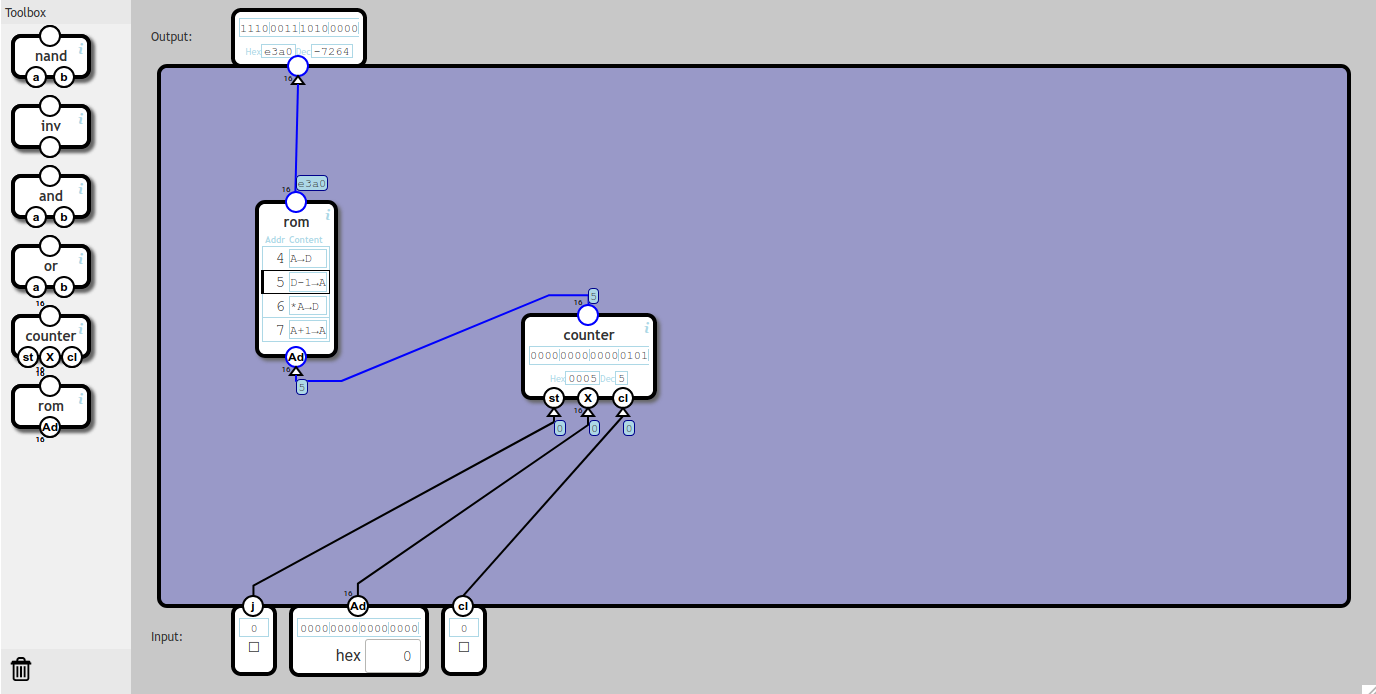 Toolbox
nand
i
a b
inv
i
and
i
a b
or
i
a b
16
counter
i
st X cl
16
16
rom
i
Ad
16
Output:
1110 0011 1010 0000
Hex e3a0 Dec -7264
16
16 e3a0
rom
i
Addr Content
4 A→D
5 D-1→A
6 *A→D
7 A+1→A
Ad
16
5
5
16
counter
i
0000 0000 0000 0101
Hex 0005 Dec 5
st X cl
16
0 0 0
16
j Ad cl
Input:
0 0000 0000 0000 0000 0
hex 0